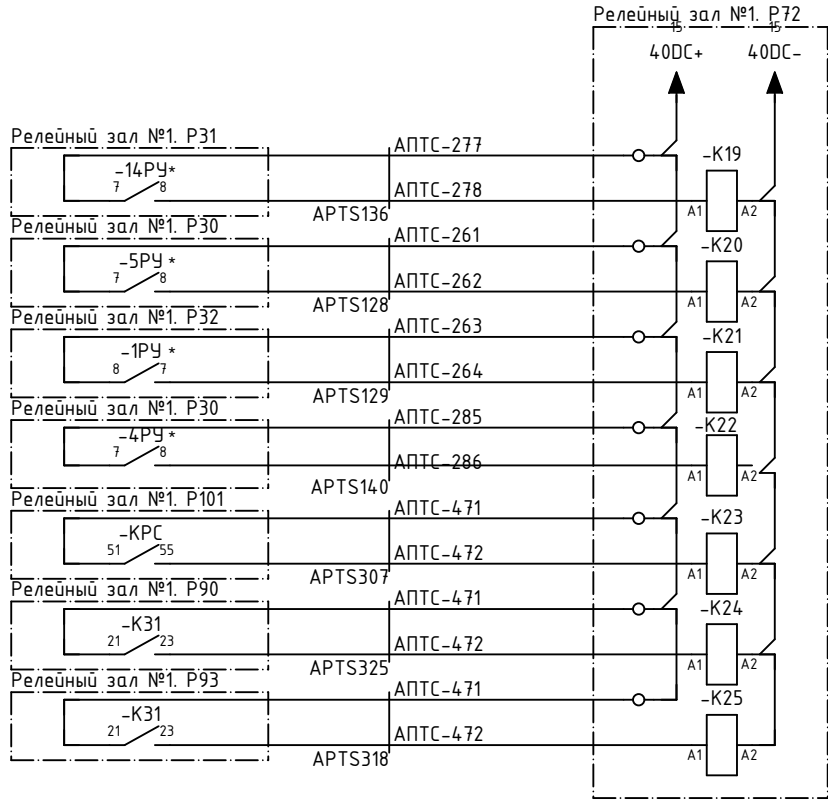 Релейный зал №1. Р72
15 15
40DC+ 40DC-
Релейный зал №1. Р31
АПТС-277
-К19
-14РУ*
7 8
АПТС-278
A1 A2
APTS136
Релейный зал №1. Р30
АПТС-261
-К20
-5РУ *
7 8
АПТС-262
A1 A2
APTS128
Релейный зал №1. Р32
АПТС-263
-К21
-1РУ *
8 7
АПТС-264
A1 A2
APTS129
Релейный зал №1. Р30
АПТС-285
-К22
-4РУ *
7 8
АПТС-286
A1 A2
APTS140
Релейный зал №1. Р101
АПТС-471
-К23
-КРС
51 55
АПТС-472
A1 A2
APTS307
Релейный зал №1. Р90
АПТС-471
-К24
-К31
21 23
АПТС-472
A1 A2
APTS325
Релейный зал №1. Р93
АПТС-471
-К25
-К31
21 23
АПТС-472
A1 A2
APTS318